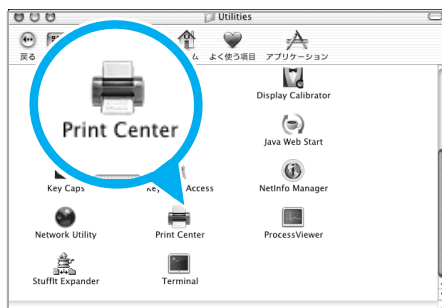 Utilities
戻る
ム よく使う項目 アプリケーション
Print Center
Display Calibrator
Java Web Start
Key Caps
Access
NetInfo Manager
Network Utility
Print Center
ProcessViewer
StuffIt Expander
Terminal